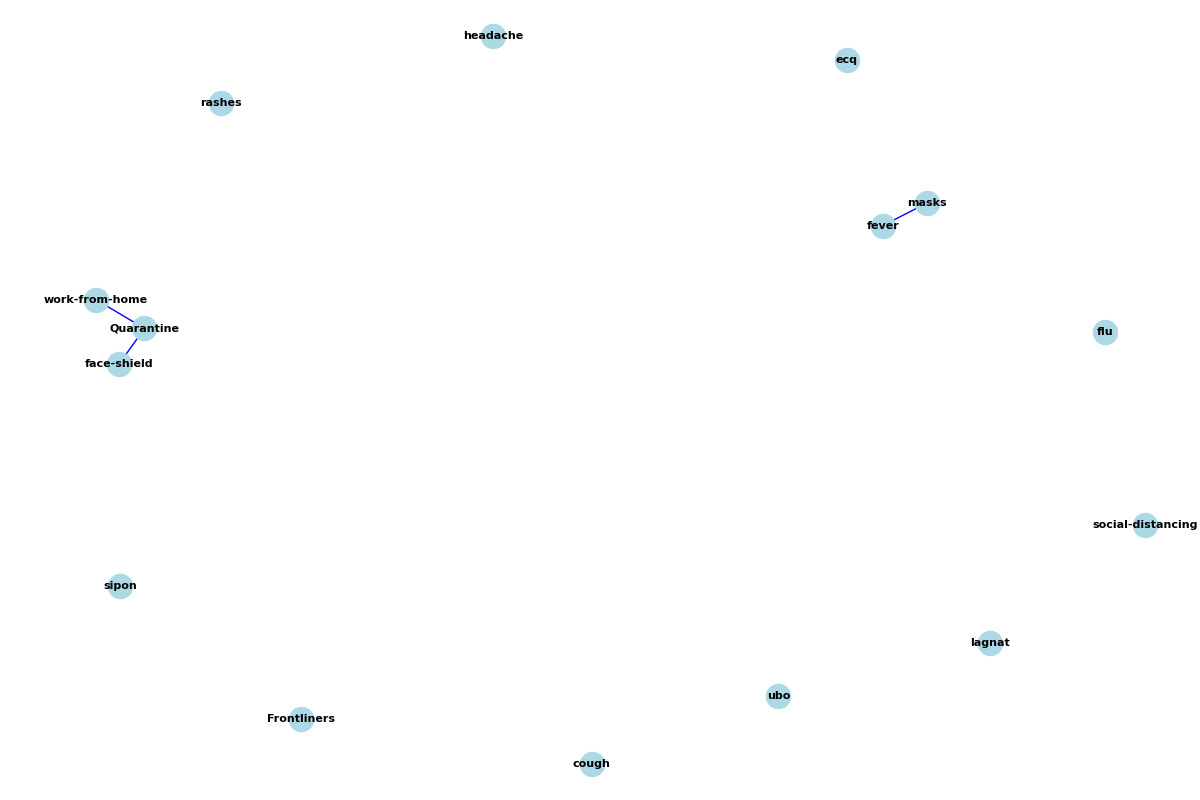 headache
ecq
rashes
masks
fever
work-from-home
Quarantine
flu
face-shield
social-distancing
sipon
lagnat
ubo
Frontliners
cough